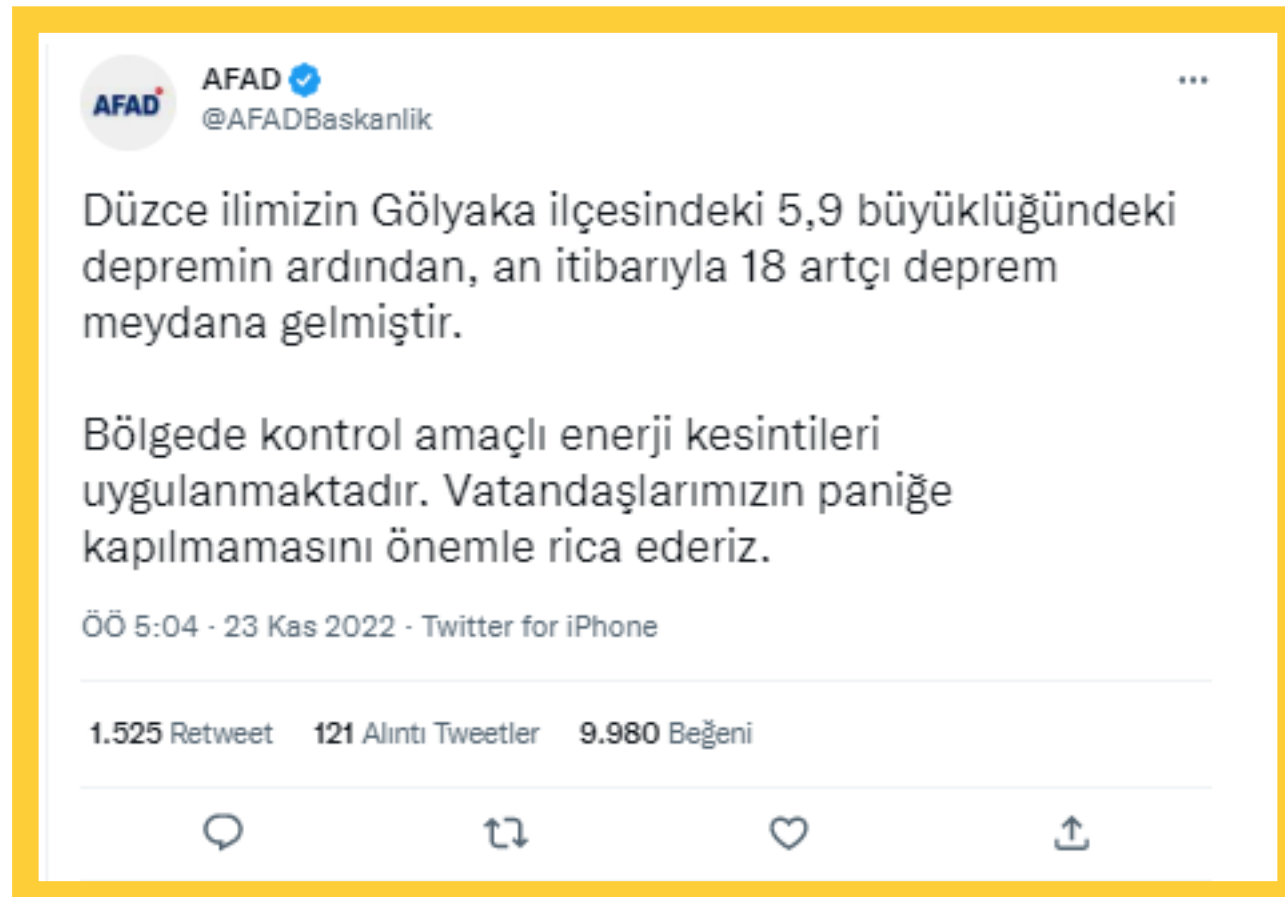 AFAD
AFAD
@AFADBaskanlik
Düzce ilimizin Gölyaka ilçesindeki 5,9 büyüklüğündeki
depremin ardından, an itibarıyla 18 artçı deprem
meydana gelmiştir.
Bölgede kontrol amaçlı enerji kesintileri
uygulanmaktadır. Vatandaşlarımızın paniğe
kapılmamasını önemle rica ederiz.
ÖÖ 5:04 · 23 Kas 2022 · Twitter for iPhone
1.525 Retweet 121 Alıntı Tweetler 9.980 Beğeni